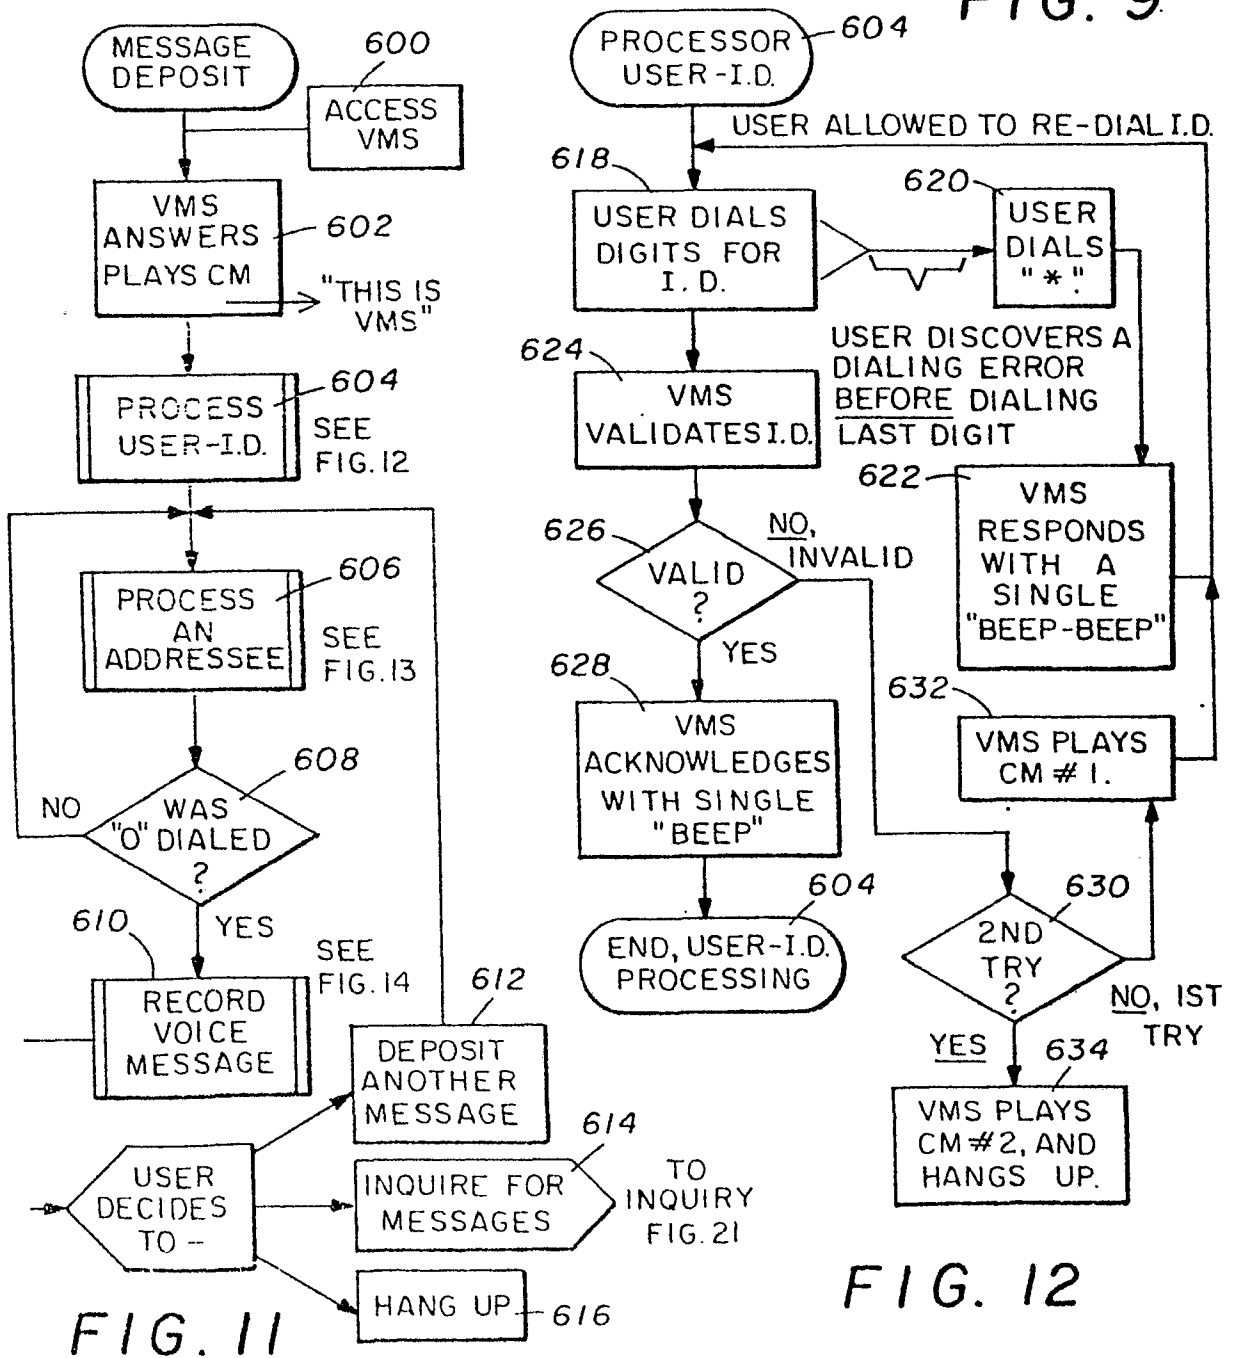 FIG. 9
MESSAGE
DEPOSIT
600
ACCESS
VMS
VMS
ANSWERS
PLAYS CM
602
"THIS IS
VMS"
PROCESS
USER-I.D.
604
SEE
FIG.12
PROCESS
AN
ADDRESSEE
606
SEE
FIG.13
608
NO
WAS
"O" DIALED
?
YES
610
SEE
FIG.14
RECORD
VOICE
MESSAGE
612
DEPOSIT
ANOTHER
MESSAGE
614
USER
DECIDES
TO –
INQUIRE FOR
MESSAGES
TO
INQUIRY
FIG.21
HANG UP
616
FIG. 11
PROCESSOR
USER-I.D.
604
USER ALLOWED TO RE-DIAL I.D.
618
USER DIALS
DIGITS FOR
I.D.
620
USER
DIALS
"*".
USER DISCOVERS A
DIALING ERROR
BEFORE DIALING
LAST DIGIT
624
VMS
VALIDATES I.D.
622
VMS
RESPONDS
WITH A
SINGLE
"BEEP-BEEP"
626
VALID
?
NO,
INVALID
YES
628
VMS
ACKNOWLEDGES
WITH SINGLE
"BEEP"
632
VMS PLAYS
CM # 1.
604
END, USER-I.D.
PROCESSING
630
2ND
TRY
?
NO, 1ST
TRY
YES
634
VMS PLAYS
CM #2, AND
HANGS UP.
FIG. 12